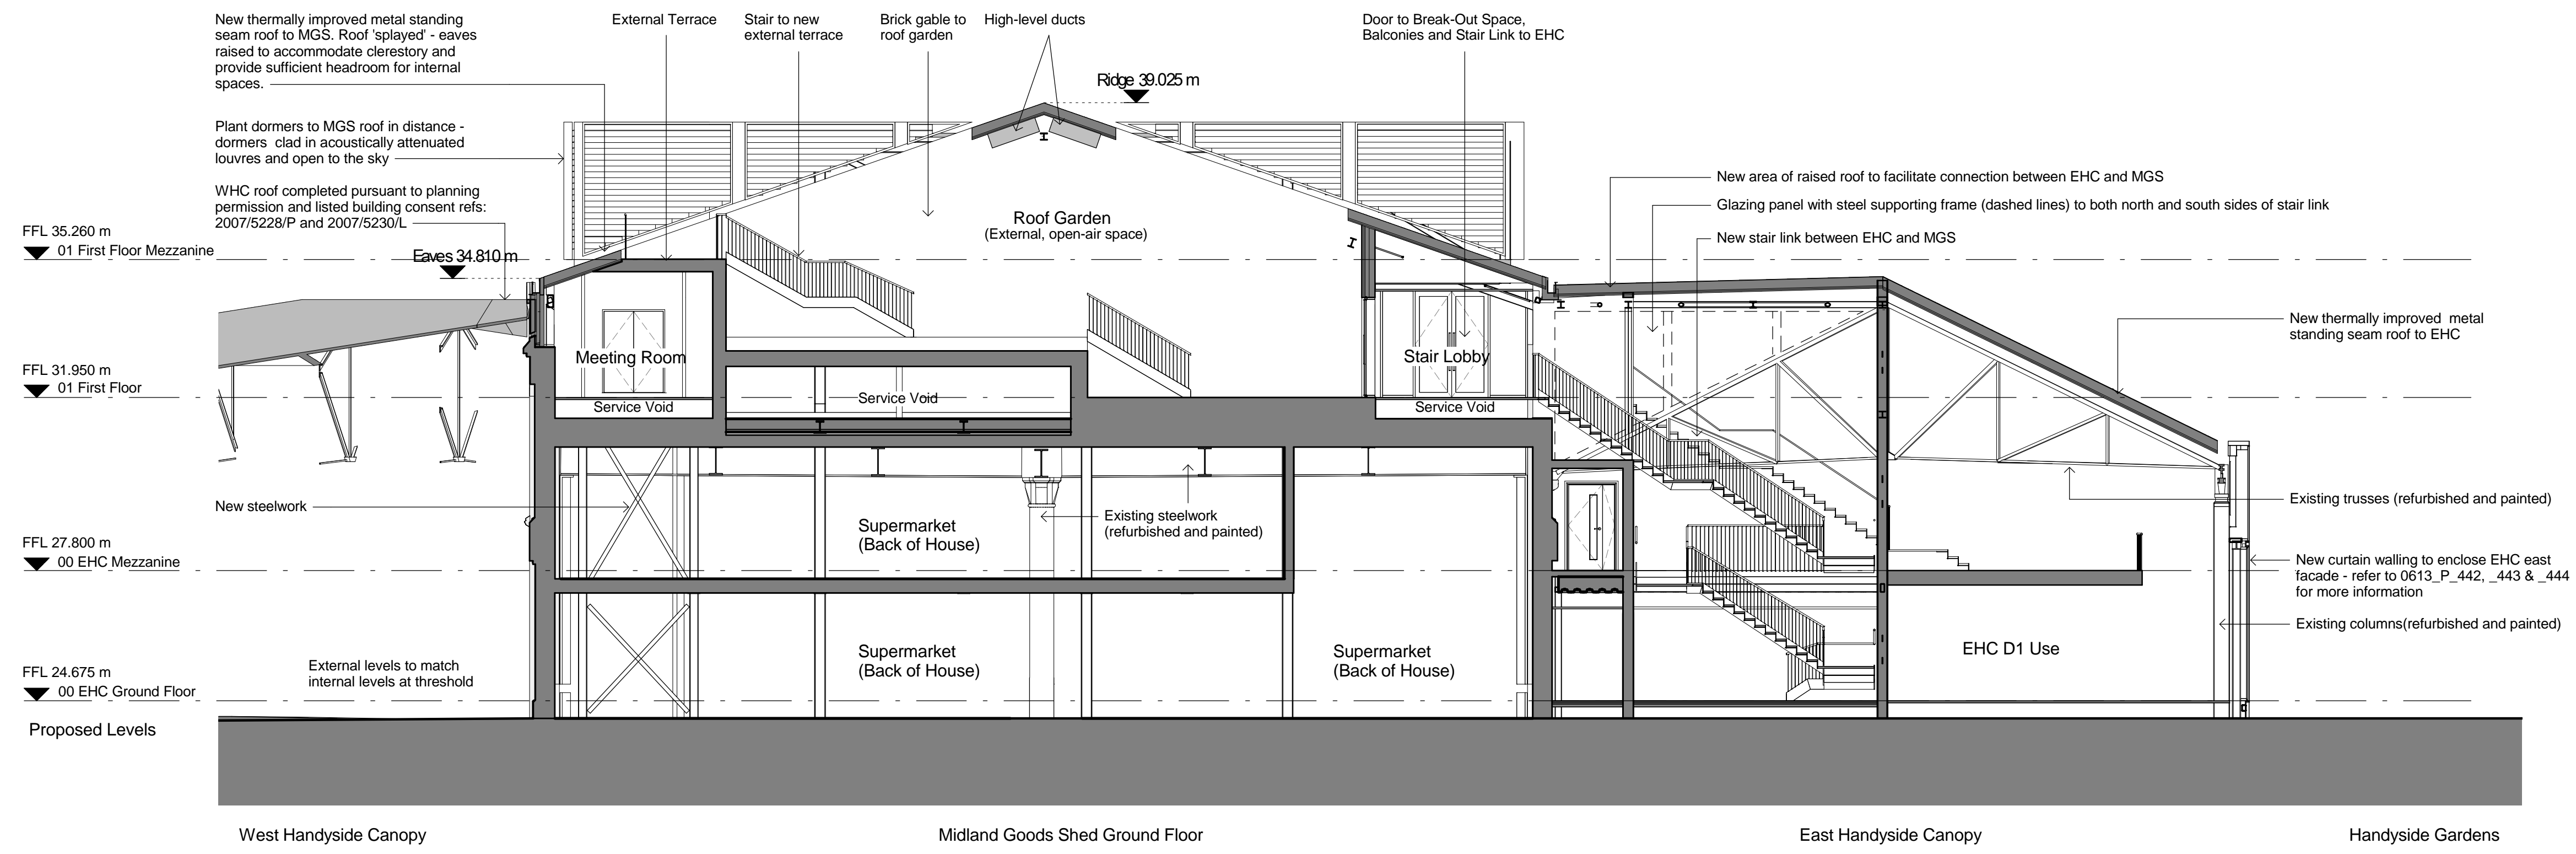 New thermally improved metal standing
seam roof to MGS. Roof 'splayed' - eaves
raised to accommodate clerestory and
provide sufficient headroom for internal
spaces.
External Terrace
Stair to new
external terrace
Brick gable to
roof garden
High-level ducts
Door to Break-Out Space,
Balconies and Stair Link to EHC
Ridge 39.025 m
Plant dormers to MGS roof in distance -
dormers clad in acoustically attenuated
louvres and open to the sky
WHC roof completed pursuant to planning
permission and listed building consent refs:
2007/5228/P and 2007/5230/L
New area of raised roof to facilitate connection between EHC and MGS
Glazing panel with steel supporting frame (dashed lines) to both north and south sides of stair link
New stair link between EHC and MGS
Roof Garden
(External, open-air space)
FFL 35.260 m
01 First Floor Mezzanine
Eaves 34.810 m
New thermally improved metal
standing seam roof to EHC
Meeting Room
Stair Lobby
FFL 31.950 m
01 First Floor
Service Void
Service Void
Service Void
New steelwork
Supermarket
(Back of House)
Existing steelwork
(refurbished and painted)
Existing trusses (refurbished and painted)
FFL 27.800 m
00 EHC Mezzanine
New curtain walling to enclose EHC east
facade - refer to 0613_P_442, _443 & _444
for more information
Existing columns(refurbished and painted)
External levels to match
internal levels at threshold
Supermarket
(Back of House)
Supermarket
(Back of House)
EHC D1 Use
FFL 24.675 m
00 EHC Ground Floor
Proposed Levels
West Handyside Canopy
Midland Goods Shed Ground Floor
East Handyside Canopy
Handyside Gardens